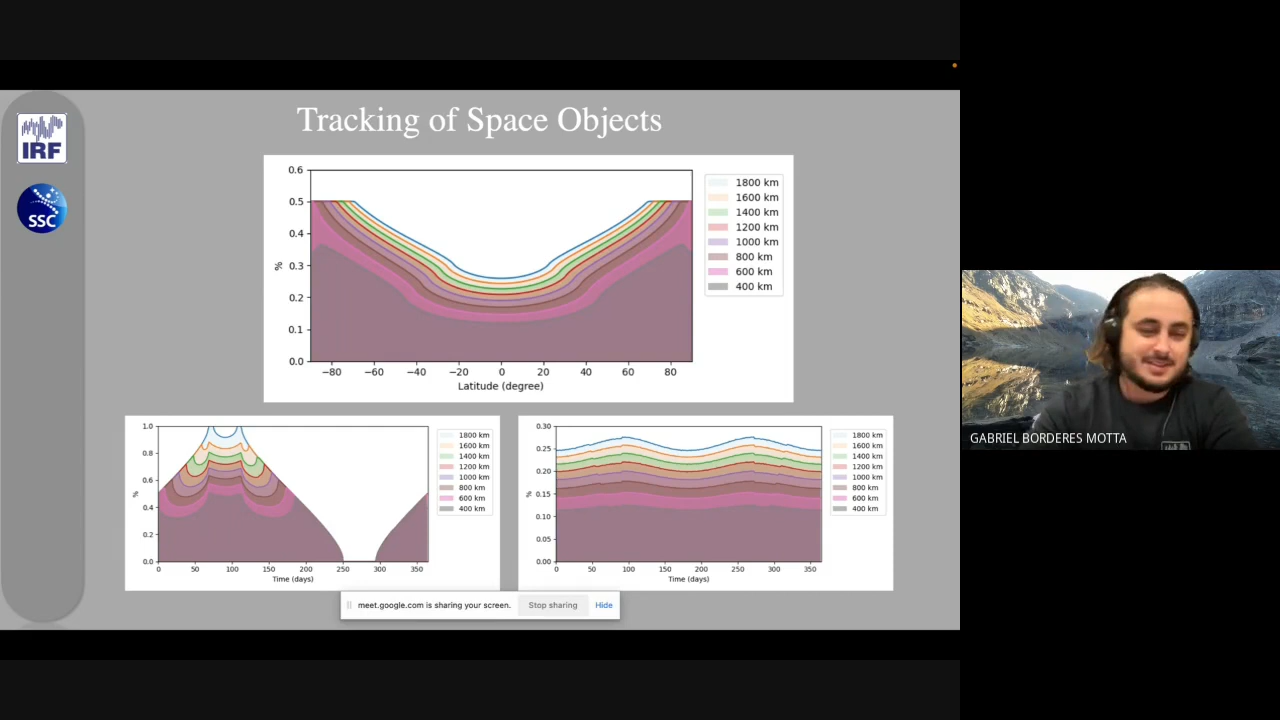 Tracking of Space Objects
IRF
SSC
0.6
0.5
0.4
0.3
0.2
0.1
0.0
%
−80
−60
−40
−20
0
20
40
60
80
Latitude (degree)
1800 km
1600 km
1400 km
1200 km
1000 km
800 km
600 km
400 km
1.0
0.8
0.6
0.4
0.2
0.0
%
0
50
100
150
200
250
300
350
Time (days)
1800 km
1600 km
1400 km
1200 km
1000 km
800 km
600 km
400 km
0.30
0.25
0.20
0.15
0.10
0.05
0.00
%
0
50
100
150
200
250
300
350
Time (days)
1800 km
1600 km
1400 km
1200 km
1000 km
800 km
600 km
400 km
meet.google.com is sharing your screen.
Stop sharing
Hide
GABRIEL BORDERES MOTTA